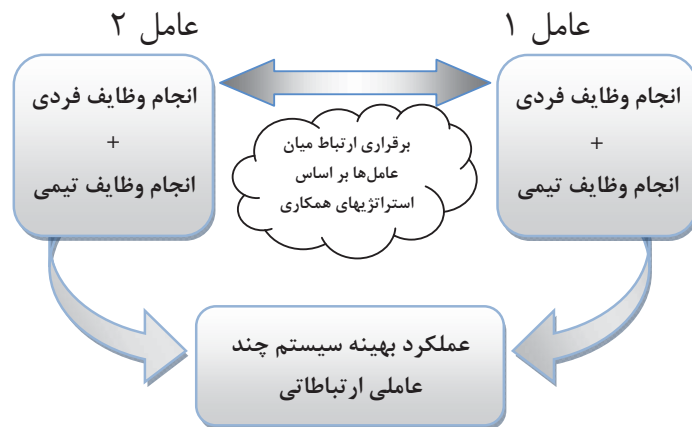 عامل ۱
عامل ۲
انجام وظایف فردی
+
انجام وظایف تیمی
انجام وظایف فردی
+
انجام وظایف تیمی
برقراری ارتباط میان
عامل‌ها بر اساس
استراتژیهای همکاری
عملکرد بهینه سیستم چند
عاملی ارتباطاتی